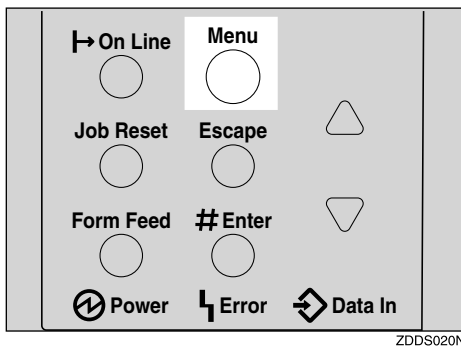 On Line Menu
Job Reset Escape
Form Feed # Enter
Power Error Data In
ZDDS020N